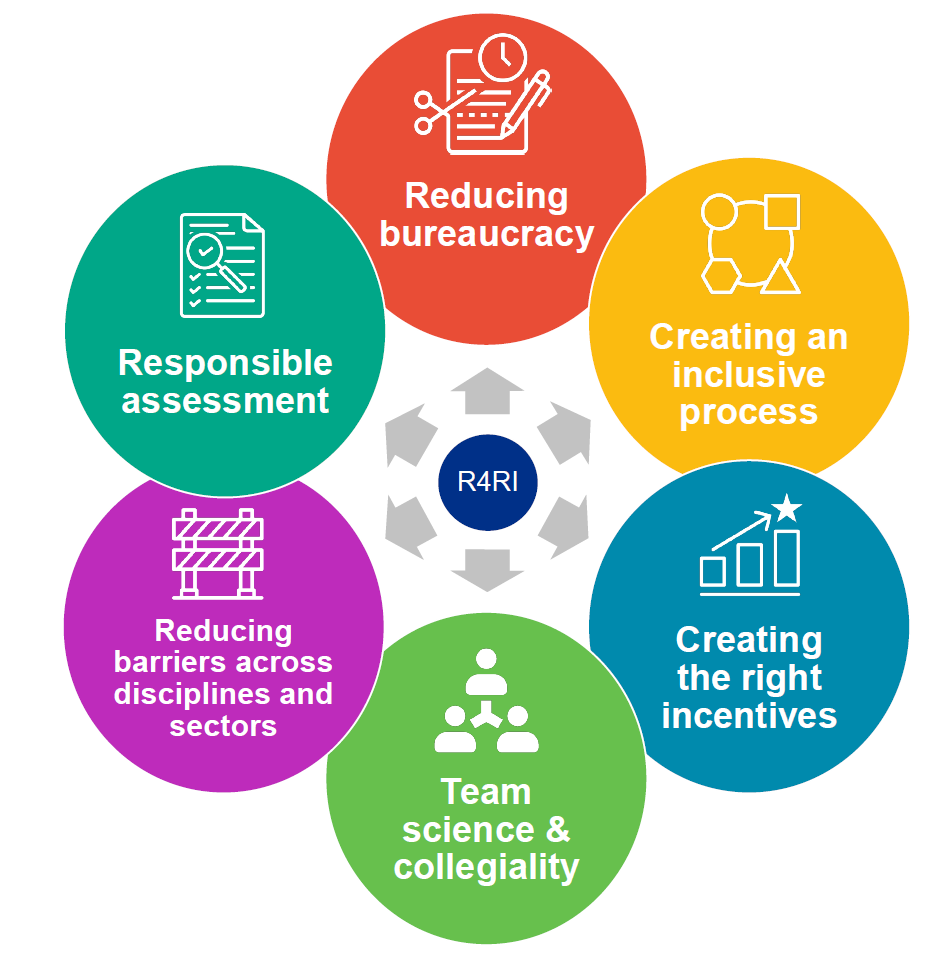 Reducing
bureaucracy
Creating an
inclusive
process
Creating
the right
incentives
Team
science &
collegiality
Reducing
barriers across
disciplines and
sectors
Responsible
assessment
R4RI